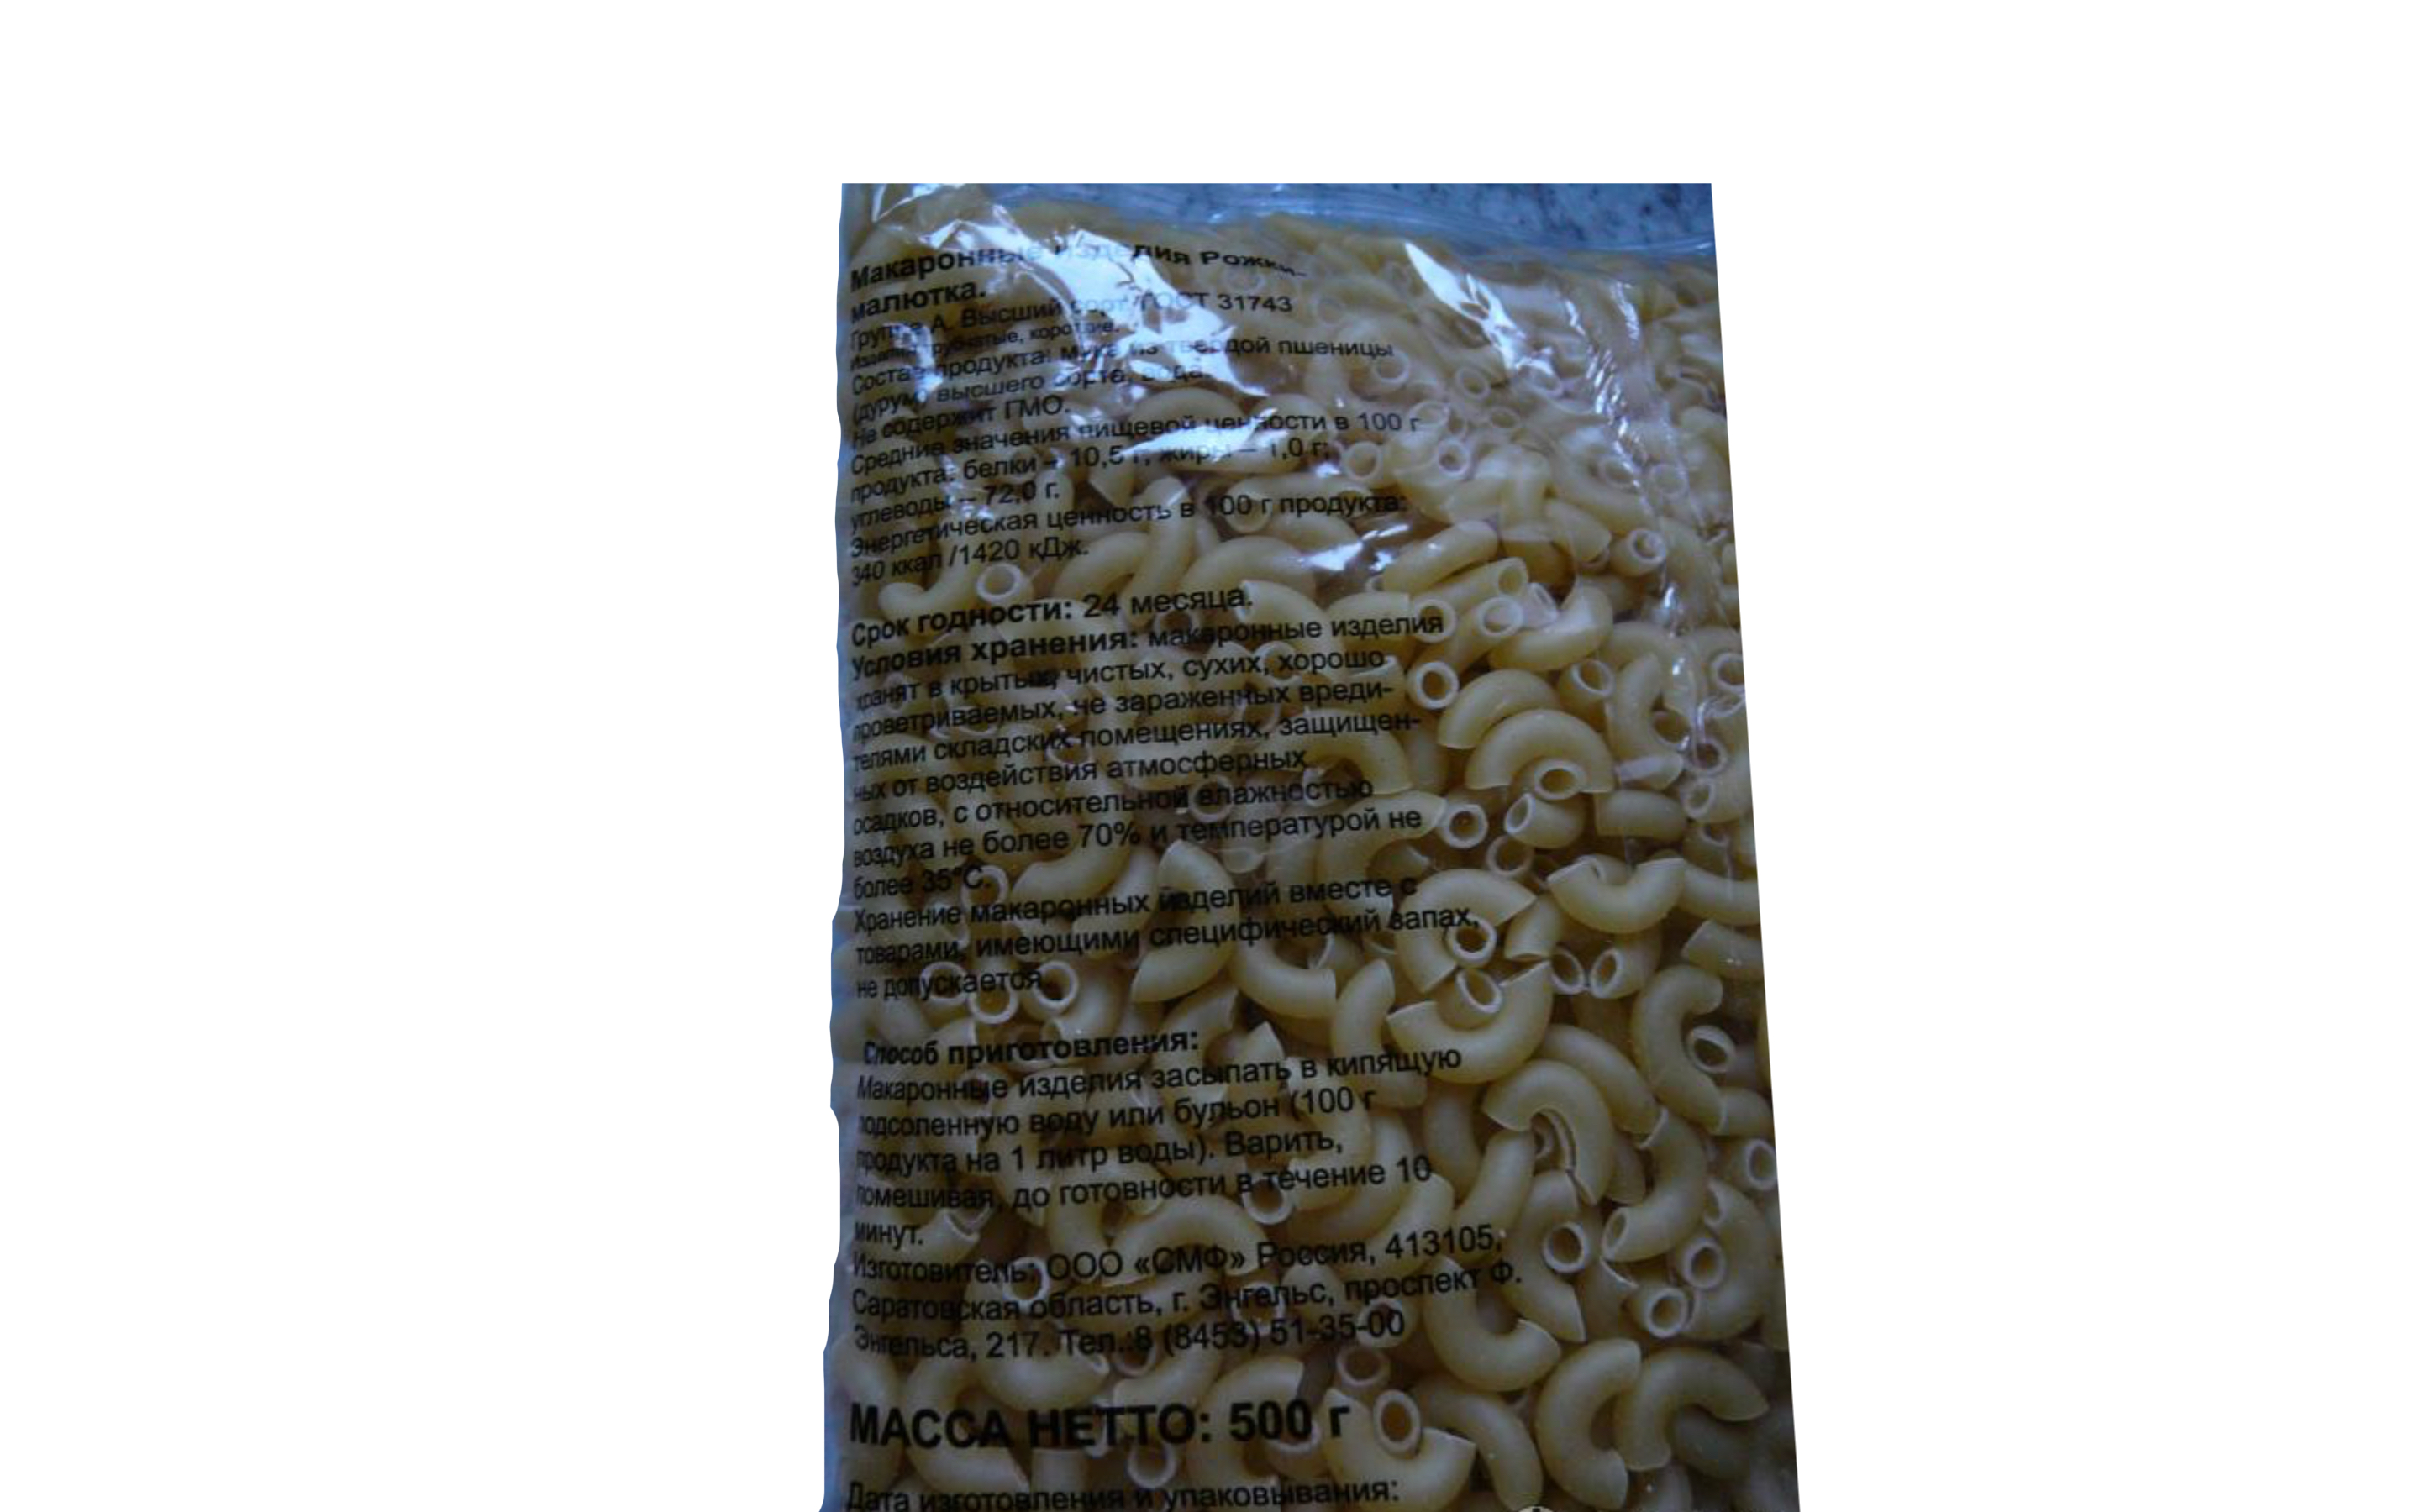 Макаронные изделия Рожки-
малютка.
Группа А. Высший сорт. ГОСТ 31743
Изделия трубчатые, короткие.
Состав продукта: мука из твердой пшеницы
(дурум) высшего сорта, вода.
Не содержит ГМО.
Средние значения пищевой ценности в 100 г
продукта: белки – 10,5 г; жиры – 1,0 г;
углеводы – 72,0 г.
Энергетическая ценность в 100 г продукта:
340 ккал /1420 кДж.
Срок годности: 24 месяца.
Условия хранения: макаронные изделия
хранят в крытых, чистых, сухих, хорошо
проветриваемых, не зараженных вреди-
телями складских помещениях, защищен-
ных от воздействия атмосферных
осадков, с относительной влажностью
воздуха не более 70% и температурой не
более 35°С.
Хранение макаронных изделий вместе с
товарами, имеющими специфический запах,
не допускается.
Способ приготовления:
Макаронные изделия засыпать в кипящую
подсоленную воду или бульон (100 г
продукта на 1 литр воды). Варить,
помешивая, до готовности в течение 10
минут.
Изготовитель: ООО «СМФ» Россия, 413105,
Саратовская область, г. Энгельс, проспект Ф.
Энгельса, 217. Тел.:8 (8453) 51-35-00
МАССА НЕТТО: 500 г
Дата изготовления и упаковывания: